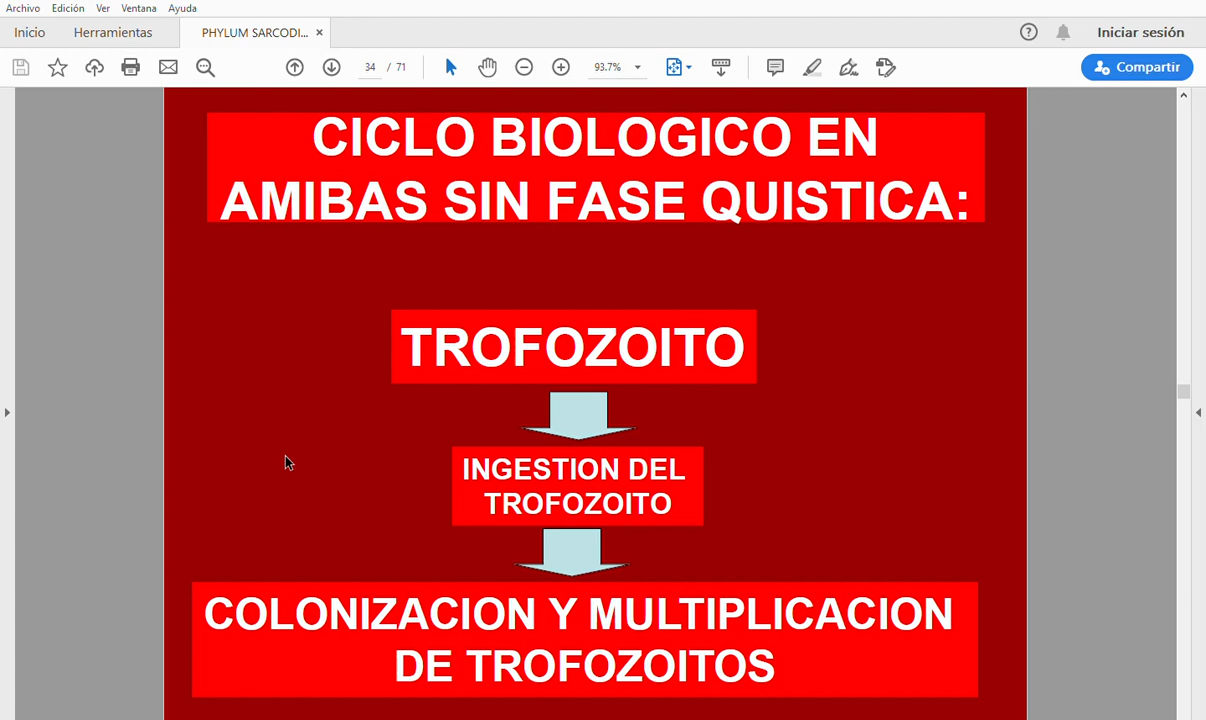 Archivo Edición Ver Ventana Ayuda
Inicio Herramientas PHYLUM SARCODI... × Iniciar sesión
34 / 71 93.7% Compartir
CICLO BIOLOGICO EN
AMIBAS SIN FASE QUISTICA:
TROFOZOITO
INGESTION DEL
TROFOZOITO
COLONIZACION Y MULTIPLICACION
DE TROFOZOITOS